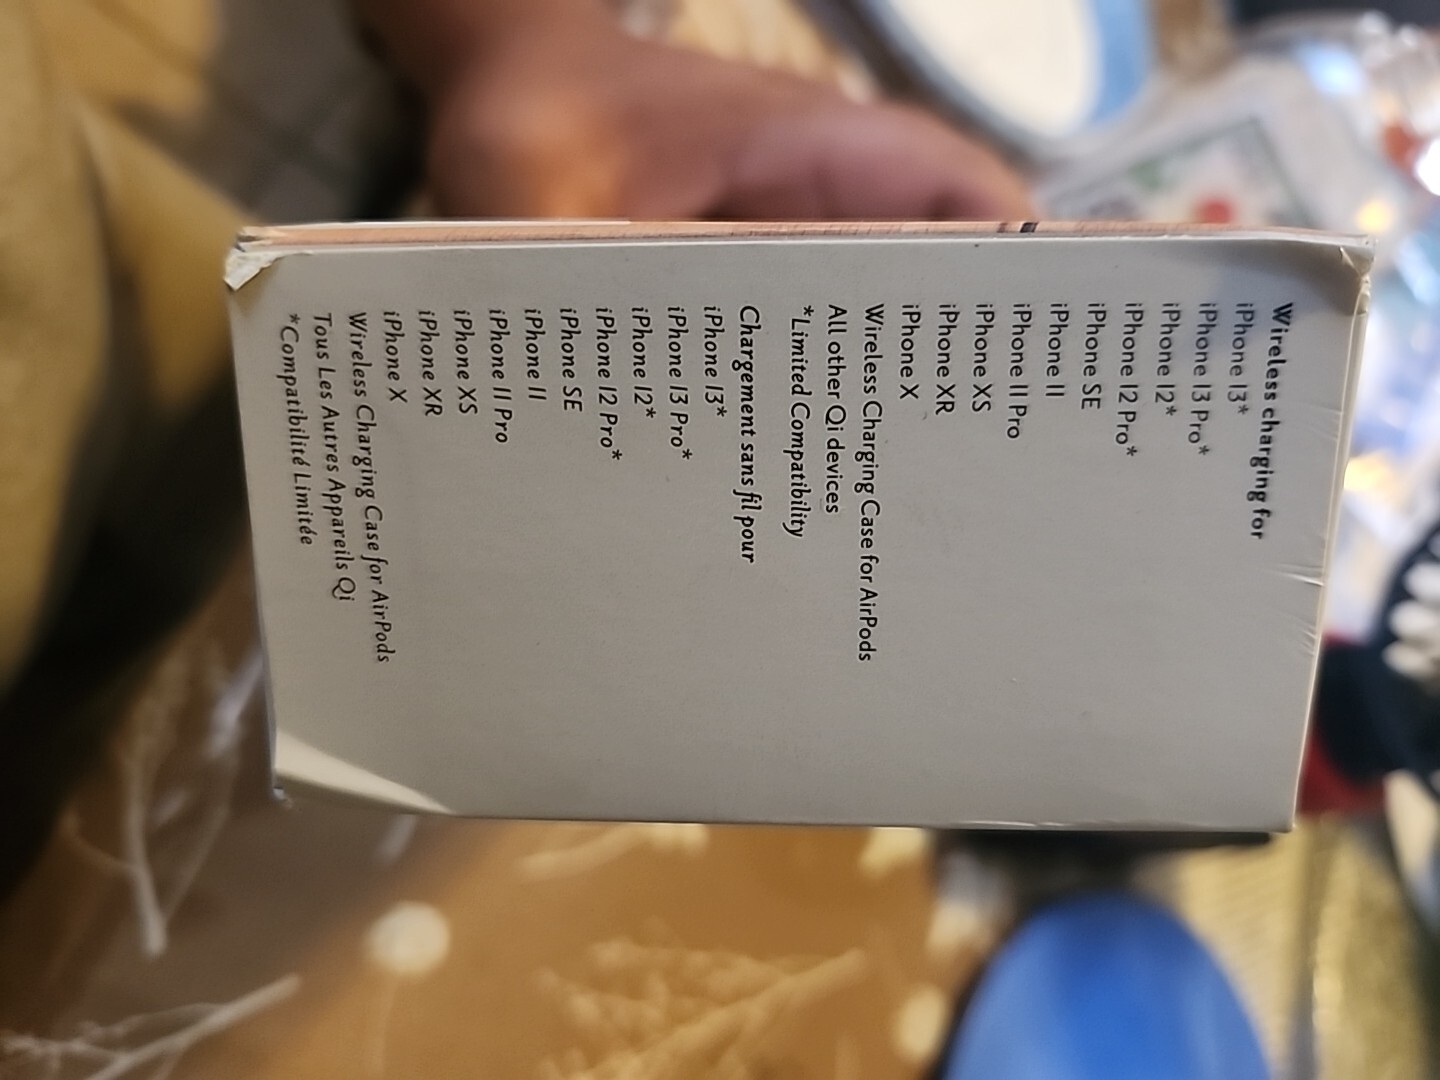 Wireless charging for
iPhone 13*
iPhone 13 Pro*
iPhone 12*
iPhone 12 Pro*
iPhone SE
iPhone 11
iPhone 11 Pro
iPhone XS
iPhone XR
iPhone X
Wireless Charging Case for AirPods
All other Qi devices
*Limited Compatibility
Chargement sans fil pour
iPhone 13*
iPhone 13 Pro*
iPhone 12*
iPhone 12 Pro*
iPhone SE
iPhone 11
iPhone 11 Pro
iPhone XS
iPhone XR
iPhone X
Wireless Charging Case for AirPods
Tous Les Autres Appareils Qi
*Compatibilité Limitée